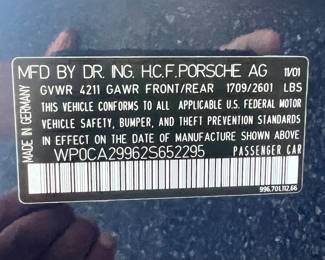 MFD BY DR. ING. H.C.F. PORSCHE AG 11/01
GVWR 4211 GAWR FRONT/REAR 1709/2601 LBS
THIS VEHICLE CONFORMS TO ALL APPLICABLE U.S. FEDERAL MOTOR
VEHICLE SAFETY, BUMPER, AND THEFT PREVENTION STANDARDS
IN EFFECT ON THE DATE OF MANUFACTURE SHOWN ABOVE
WP0CA29962S652295 PASSENGER CAR
996.701.112.66
MADE IN GERMANY